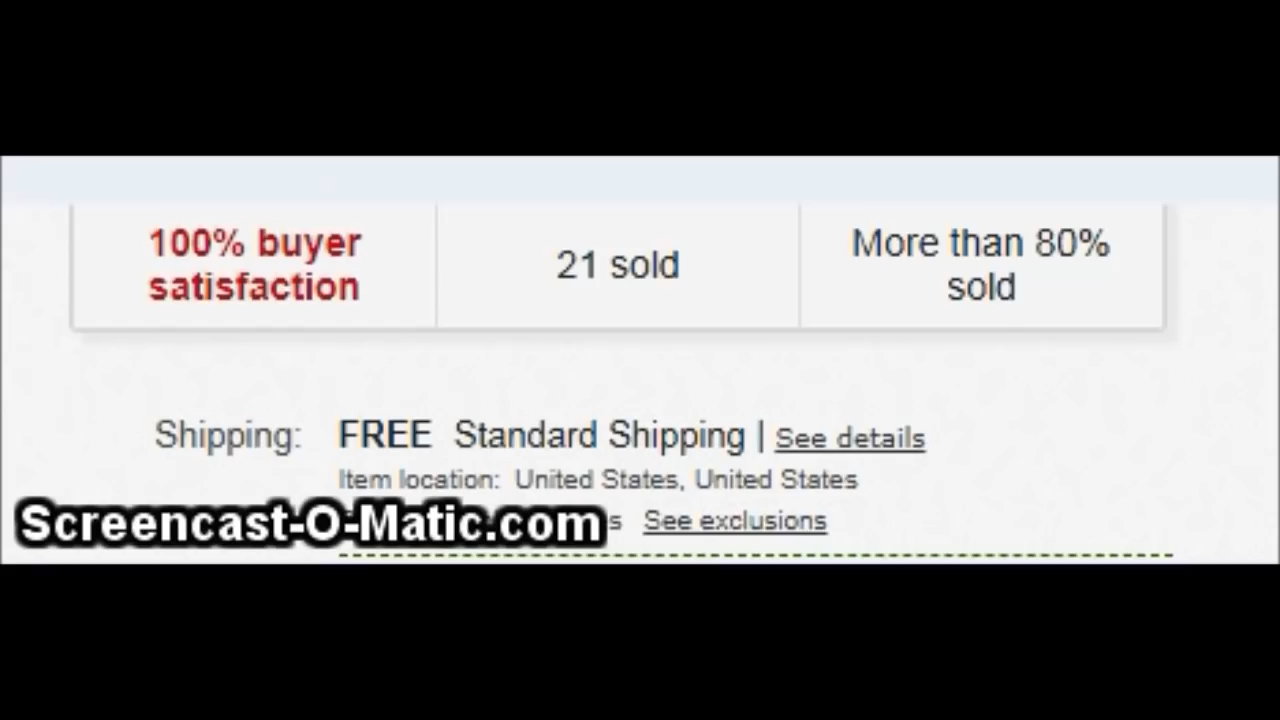 100% buyer
satisfaction
21 sold
More than 80%
sold
Shipping: FREE Standard Shipping | See details
Item location: United States, United States
Screencast-O-Matic.com
See exclusions